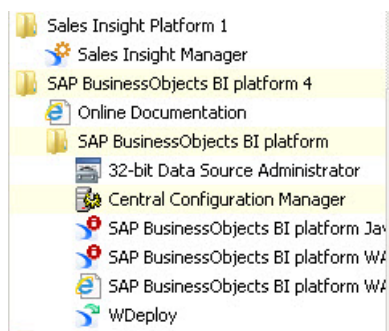 Sales Insight Platform 1
Sales Insight Manager
SAP BusinessObjects BI platform 4
Online Documentation
SAP BusinessObjects BI platform
32-bit Data Source Administrator
Central Configuration Manager
SAP BusinessObjects BI platform Jav
SAP BusinessObjects BI platform WA
SAP BusinessObjects BI platform WA
WDeploy